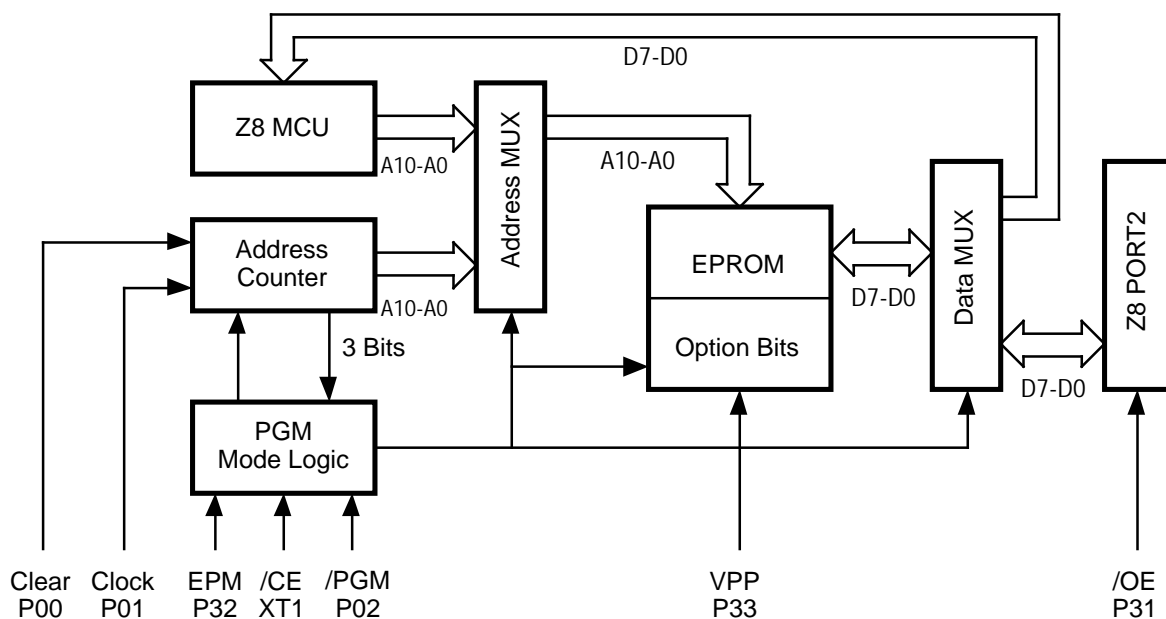 D7-D0
Z8 MCU
A10-A0
Address MUX
A10-A0
Address
Counter
A10-A0
3 Bits
PGM
Mode Logic
EPROM
Option Bits
D7-D0
Data MUX
D7-D0
Z8 PORT2
Clear
P00
Clock
P01
EPM
P32
/CE
XT1
/PGM
P02
VPP
P33
/OE
P31